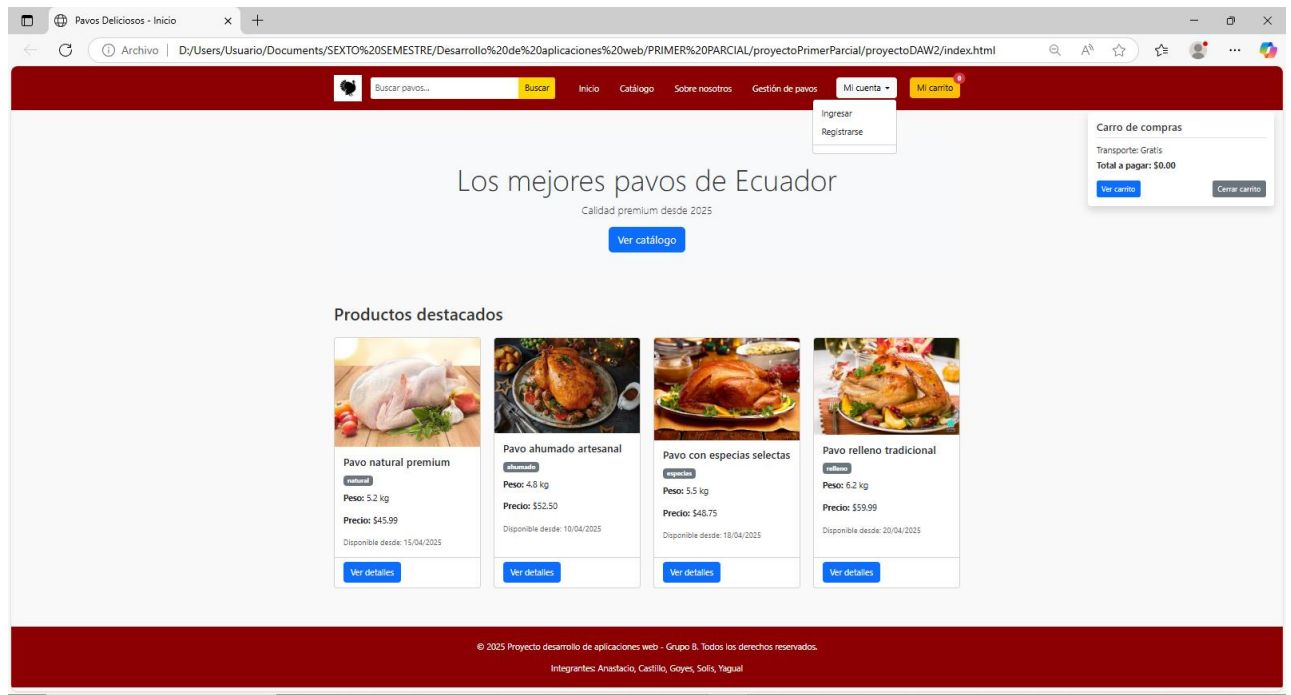 Pavos Deliciosos - Inicio
Archivo
D:/Users/Usuario/Documents/SEXTO%20SEMESTRE/Desarrollo%20de%20aplicaciones%20web/PRIMER%20PARCIAL/proyectoPrimerParcial/proyectoDAW2/index.html
Buscar pavos...
Buscar
Inicio
Catálogo
Sobre nosotros
Gestión de pavos
Mi cuenta
Mi carrito
0
Ingresar
Registrarse
Carro de compras
Transporte: Gratis
Total a pagar: $0.00
Ver carrito
Cerrar carrito
Los mejores pavos de Ecuador
Calidad premium desde 2025
Ver catálogo
Productos destacados
Pavo natural premium
natural
Peso: 5.2 kg
Precio: $45.99
Disponible desde: 15/04/2025
Ver detalles
Pavo ahumado artesanal
ahumado
Peso: 4.8 kg
Precio: $52.50
Disponible desde: 10/04/2025
Ver detalles
Pavo con especias selectas
especias
Peso: 5.5 kg
Precio: $48.75
Disponible desde: 18/04/2025
Ver detalles
Pavo relleno tradicional
relleno
Peso: 6.2 kg
Precio: $59.99
Disponible desde: 20/04/2025
Ver detalles
© 2025 Proyecto desarrollo de aplicaciones web - Grupo B. Todos los derechos reservados.
Integrantes: Anastacio, Castillo, Goyes, Solis, Yagual